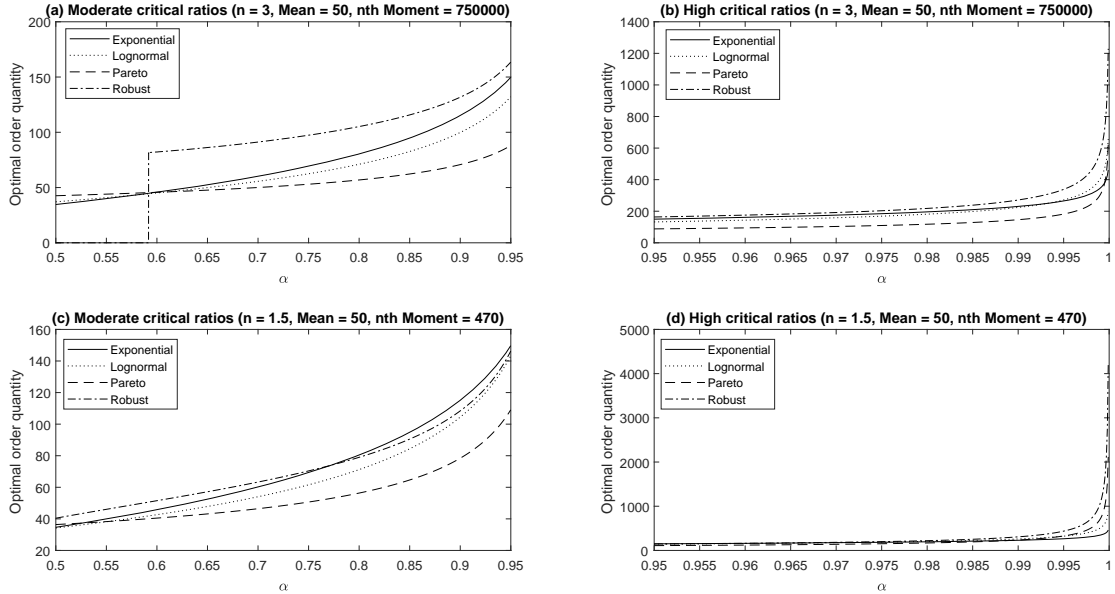 (a) Moderate critical ratios (n = 3, Mean = 50, nth Moment = 750000)
Optimal order quantity
200
150
100
50
0
Exponential
Lognormal
Pareto
Robust
0.5 0.55 0.6 0.65 0.7 0.75 0.8 0.85 0.9 0.95
α
(b) High critical ratios (n = 3, Mean = 50, nth Moment = 750000)
Optimal order quantity
1400
1200
1000
800
600
400
200
0
Exponential
Lognormal
Pareto
Robust
0.95 0.955 0.96 0.965 0.97 0.975 0.98 0.985 0.99 0.995 1
α
(c) Moderate critical ratios (n = 1.5, Mean = 50, nth Moment = 470)
Optimal order quantity
160
140
120
100
80
60
40
20
Exponential
Lognormal
Pareto
Robust
0.5 0.55 0.6 0.65 0.7 0.75 0.8 0.85 0.9 0.95
α
(d) High critical ratios (n = 1.5, Mean = 50, nth Moment = 470)
Optimal order quantity
5000
4000
3000
2000
1000
0
Exponential
Lognormal
Pareto
Robust
0.95 0.955 0.96 0.965 0.97 0.975 0.98 0.985 0.99 0.995 1
α